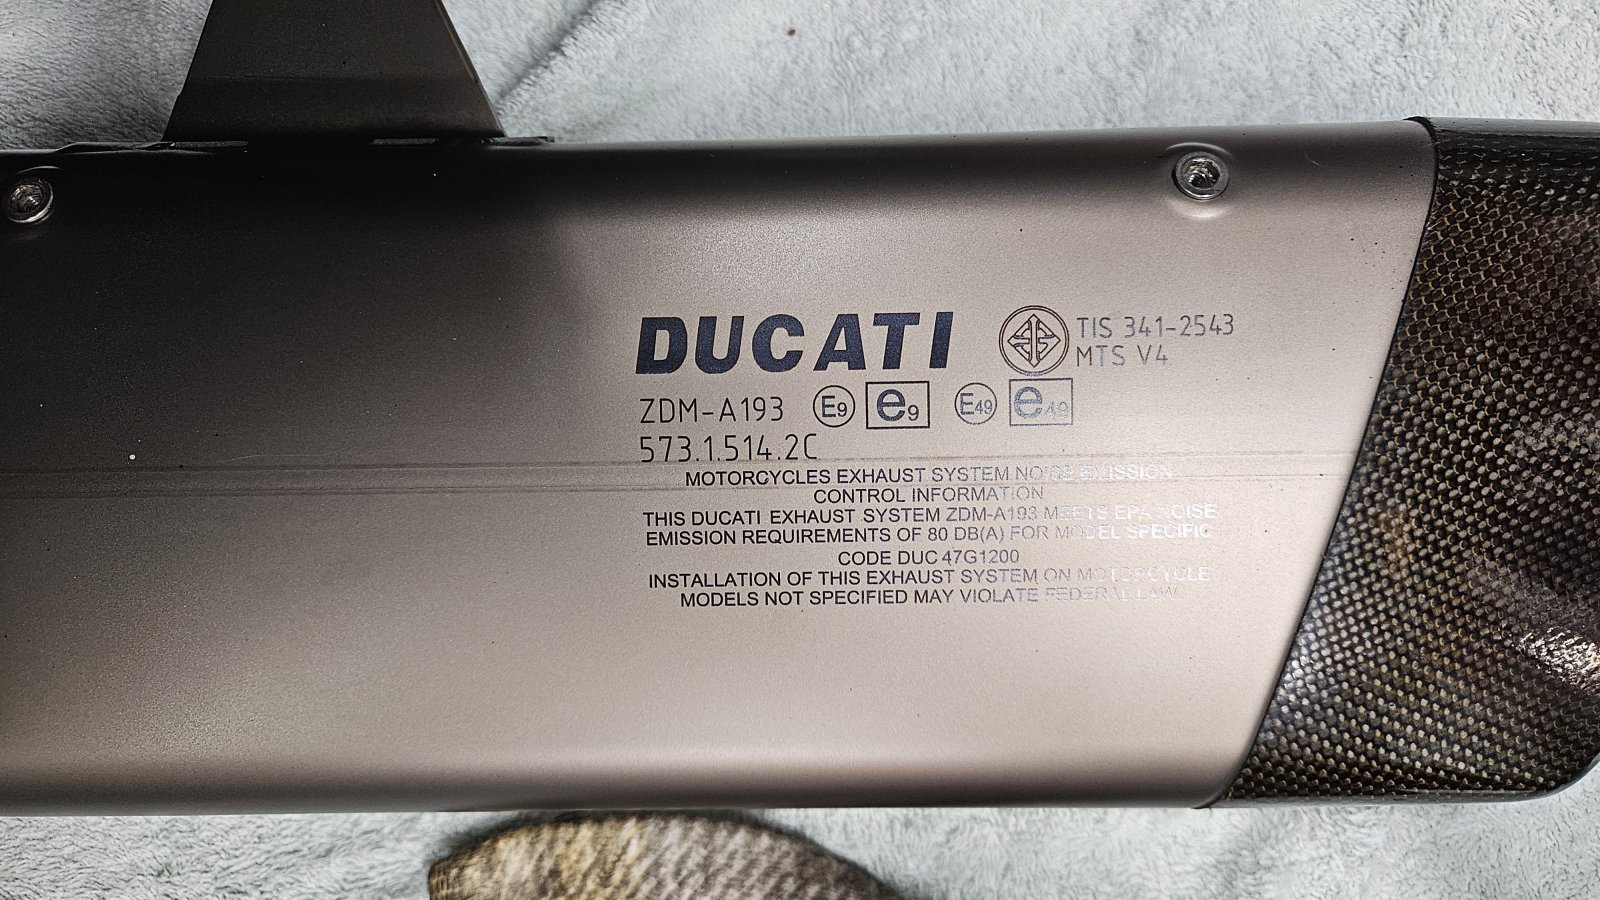 DUCATI
TIS 341-2543
MTS V4
ZDM-A193 E9 e9 E49 e49
573.1.514.2C
MOTORCYCLES EXHAUST SYSTEM NOISE EMISSION
CONTROL INFORMATION
THIS DUCATI EXHAUST SYSTEM ZDM-A193 MEETS EPA NOISE
EMISSION REQUIREMENTS OF 80 DB(A) FOR MODEL SPECIFIC
CODE DUC 47G1200
INSTALLATION OF THIS EXHAUST SYSTEM ON MOTORCYCLE
MODELS NOT SPECIFIED MAY VIOLATE FEDERAL LAW